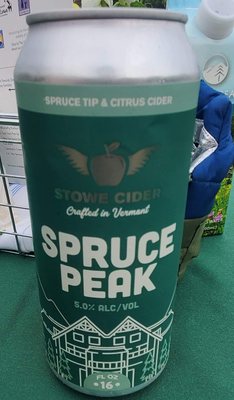 SPRUCE TIP & CITRUS CIDER
STOWE CIDER
Crafted in Vermont
SPRUCE
PEAK
5.0% ALC/VOL
FL OZ
•16•